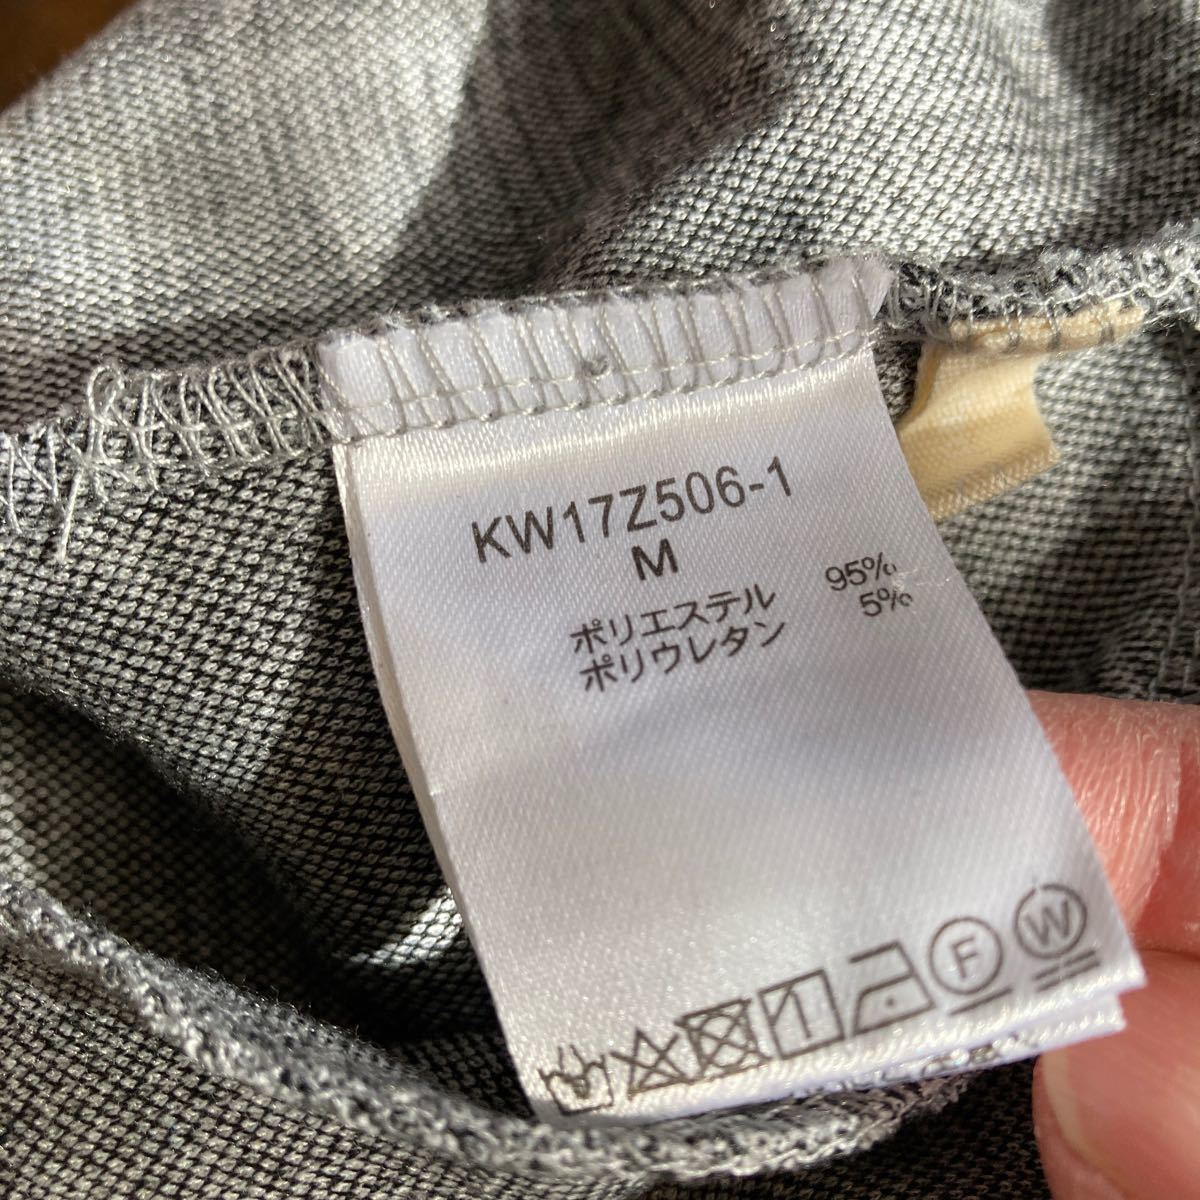 KW17Z506-1
M
ポリエステル 95%
ポリウレタン 5%
F W